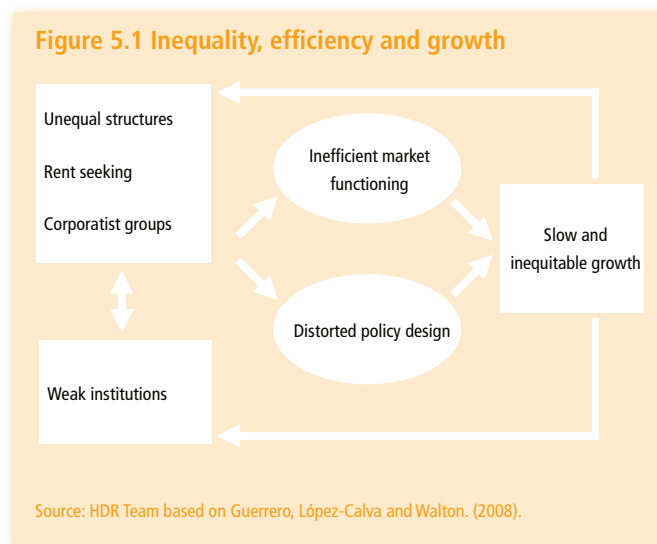 Figure 5.1 Inequality, efficiency and growth
Unequal structures
Rent seeking
Corporatist groups
Inefficient market
functioning
Slow and
inequitable growth
Distorted policy design
Weak institutions
Source: HDR Team based on Guerrero, López-Calva and Walton. (2008).